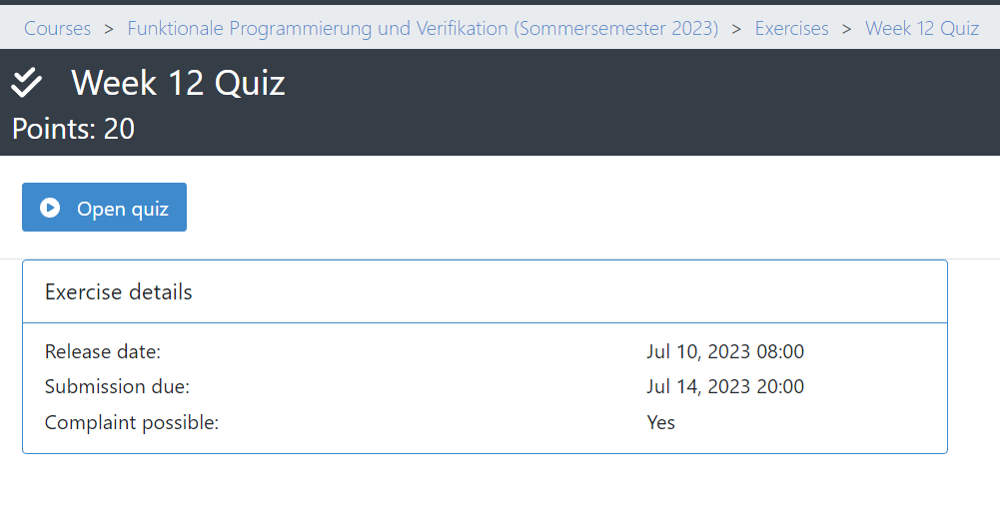 Courses > Funktionale Programmierung und Verifikation (Sommersemester 2023) > Exercises > Week 12 Quiz
Week 12 Quiz
Points: 20
Open quiz
Exercise details
Release date: Jul 10, 2023 08:00
Submission due: Jul 14, 2023 20:00
Complaint possible: Yes